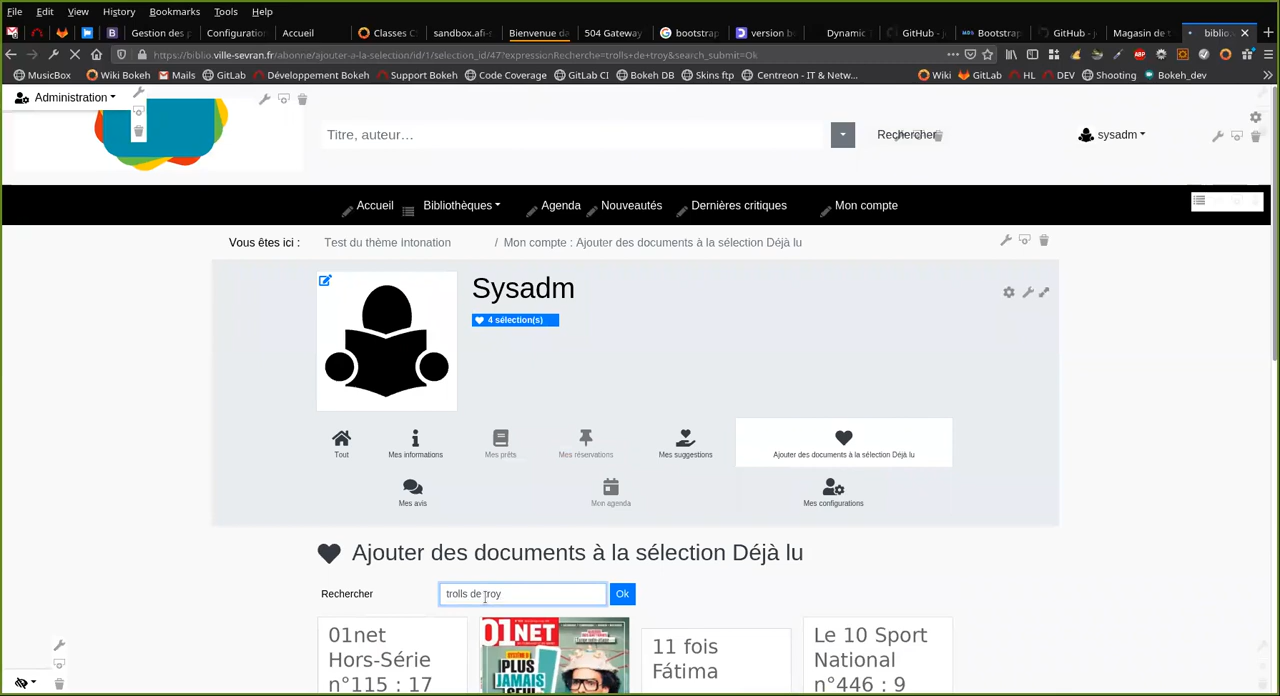 File Edit View History Bookmarks Tools Help
Gestion des p Configuration Accueil Classes C sandbox.afi- Bienvenue da 504 Gateway bootstrap version b Dynamic GitHub - j Bootstrap GitHub - j Magasin de t biblio.
https://biblio.ville-sevran.fr/abonne/ajouter-a-la-selection/id/1/selection_id/47?expressionRecherche=trolls+de+troy&search_submit=Ok
MusicBox Wiki Bokeh Mails GitLab Développement Bokeh Support Bokeh Code Coverage GitLab CI Bokeh DB Skins ftp Centreon - IT & Netw... Wiki GitLab HL DEV Shooting Bokeh_dev
Administration
Titre, auteur… Rechercher sysadm
Accueil Bibliothèques Agenda Nouveautés Dernières critiques Mon compte
Vous êtes ici : Test du thème Intonation / Mon compte : Ajouter des documents à la sélection Déjà lu
Sysadm
4 sélection(s)
Tout Mes informations Mes prêts Mes réservations Mes suggestions Ajouter des documents à la sélection Déjà lu
Mes avis Mon agenda Mes configurations
Ajouter des documents à la sélection Déjà lu
Rechercher trolls de troy Ok
01net
Hors-Série
n°115 : 17
01NET
PLUS
JAMAIS
11 fois
Fátima
Le 10 Sport
National
n°446 : 9